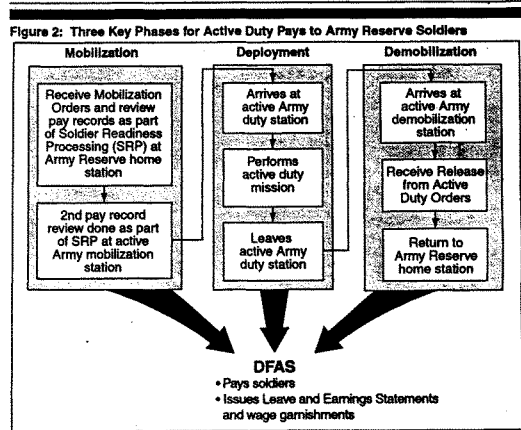 Figure 2: Three Key Phases for Active Duty Pays to Army Reserve Soldiers
Mobilization
Receive Mobilization
Orders and review
pay records as part
of Soldier Readiness
Processing (SRP) at
Army Reserve home
station
2nd pay record
review done as part
of SRP at active
Army mobilization
station
Deployment
Arrives at
active Army
duty station
Performs
active duty
mission
Leaves
active Army
duty station
Demobilization
Arrives at
active Army
demobilization
station
Receive Release
from Active
Duty Orders
Return to
Army Reserve
home station
DFAS
• Pays soldiers
• Issues Leave and Earnings Statements
and wage garnishments